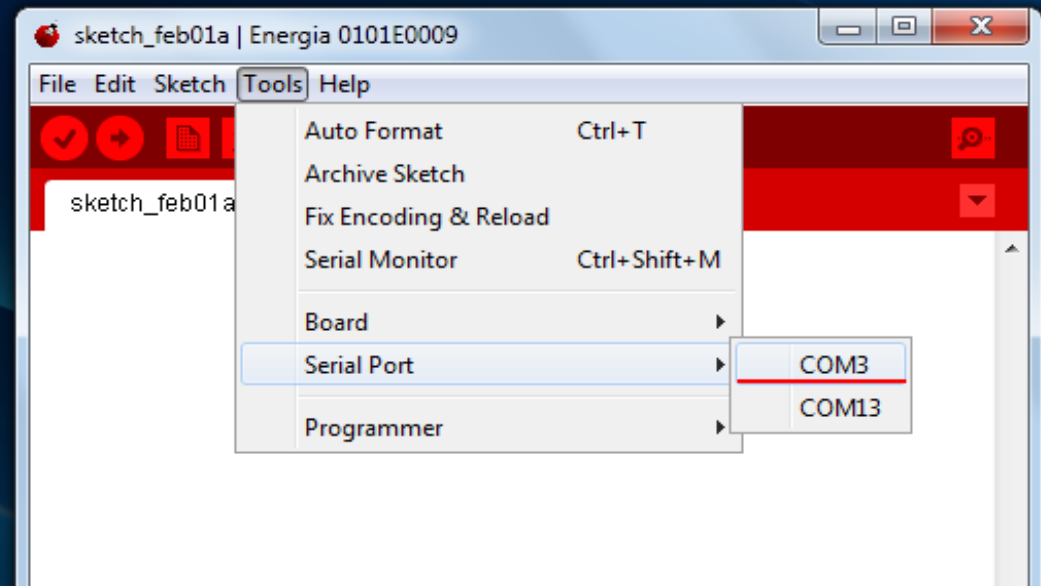 sketch_feb01a | Energia 0101E0009
File Edit Sketch Tools Help
sketch_feb01a
Auto Format Ctrl+T
Archive Sketch
Fix Encoding & Reload
Serial Monitor Ctrl+Shift+M
Board
Serial Port
COM3
COM13
Programmer